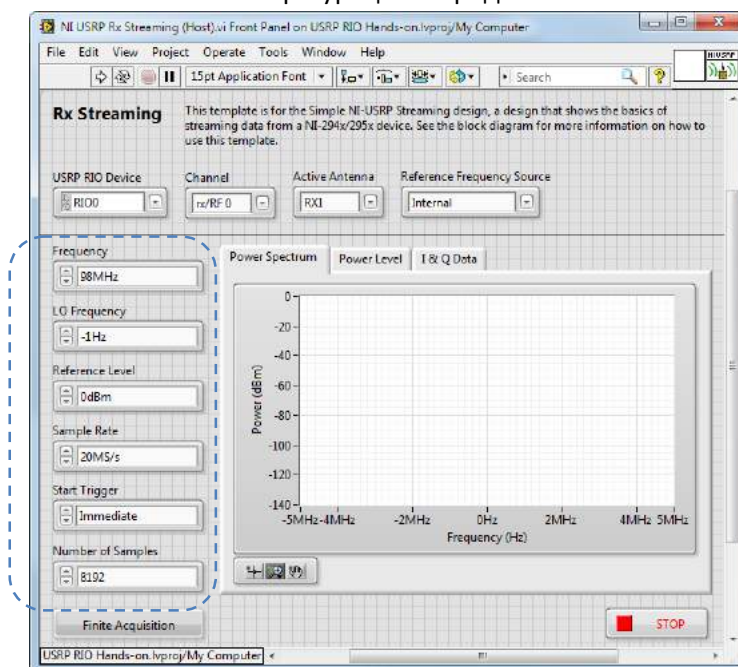 NI USRP Rx Streaming (Host).vi Front Panel on USRP RIO Hands-on.lvproj/My Computer
File Edit View Project Operate Tools Window Help
15pt Application Font
Search
NIUSRP
Rx Streaming
This template is for the Simple NI-USRP Streaming design, a design that shows the basics of
streaming data from a NI-294x/295x device. See the block diagram for more information on how to
use this template.
USRP RIO Device Channel Active Antenna Reference Frequency Source
RIO0 rx/RF 0 RX1 Internal
Frequency
98MHz
LO Frequency
-1Hz
Reference Level
0dBm
Sample Rate
20MS/s
Start Trigger
Immediate
Number of Samples
8192
Finite Acquisition
Power Spectrum Power Level I & Q Data
Power (dBm)
0
-20
-40
-60
-80
-100
-120
-140
-5MHz -4MHz -2MHz 0Hz 2MHz 4MHz 5MHz
Frequency (Hz)
STOP
USRP RIO Hands-on.lvproj/My Computer